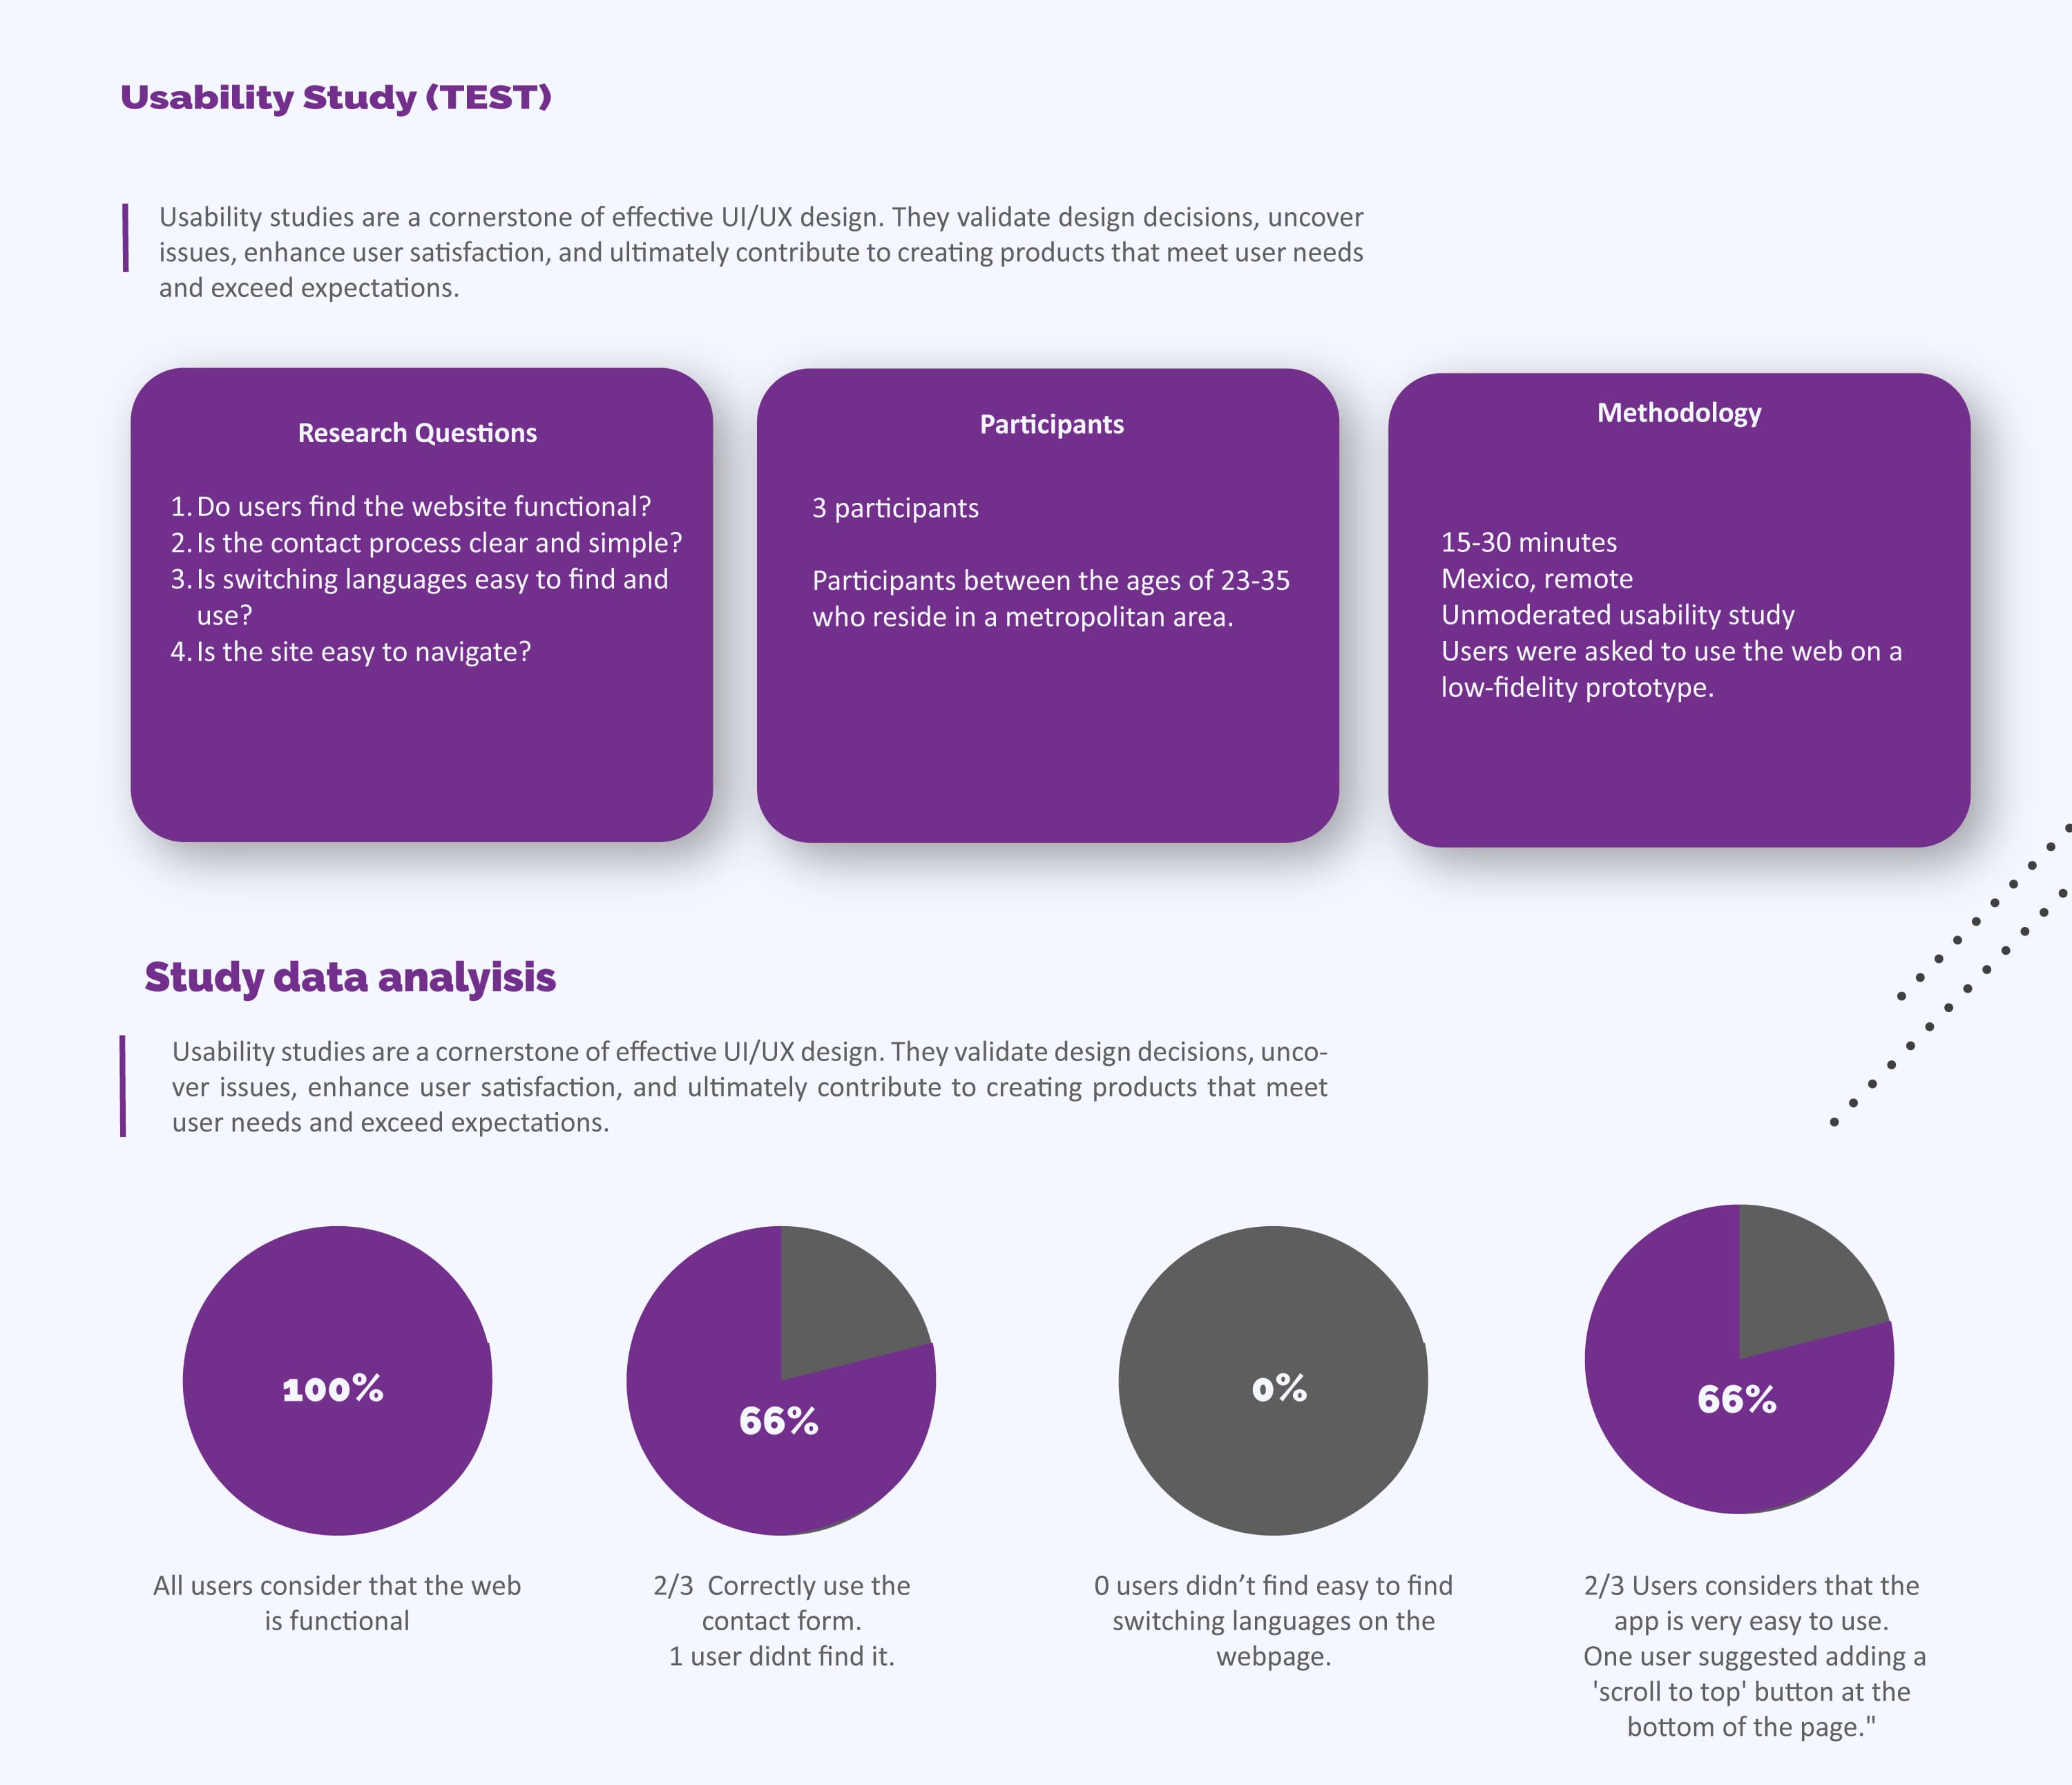 Usability Study (TEST)
Usability studies are a cornerstone of effective UI/UX design. They validate design decisions, uncover
issues, enhance user satisfaction, and ultimately contribute to creating products that meet user needs
and exceed expectations.
Research Questions
1. Do users find the website functional?
2. Is the contact process clear and simple?
3. Is switching languages easy to find and
use?
4. Is the site easy to navigate?
Participants
3 participants
Participants between the ages of 23-35
who reside in a metropolitan area.
Methodology
15-30 minutes
Mexico, remote
Unmoderated usability study
Users were asked to use the web on a
low-fidelity prototype.
Study data analyisis
Usability studies are a cornerstone of effective UI/UX design. They validate design decisions, unco-
ver issues, enhance user satisfaction, and ultimately contribute to creating products that meet
user needs and exceed expectations.
100%
All users consider that the web
is functional
66%
2/3 Correctly use the
contact form.
1 user didnt find it.
0%
0 users didn’t find easy to find
switching languages on the
webpage.
66%
2/3 Users considers that the
app is very easy to use.
One user suggested adding a
'scroll to top' button at the
bottom of the page."